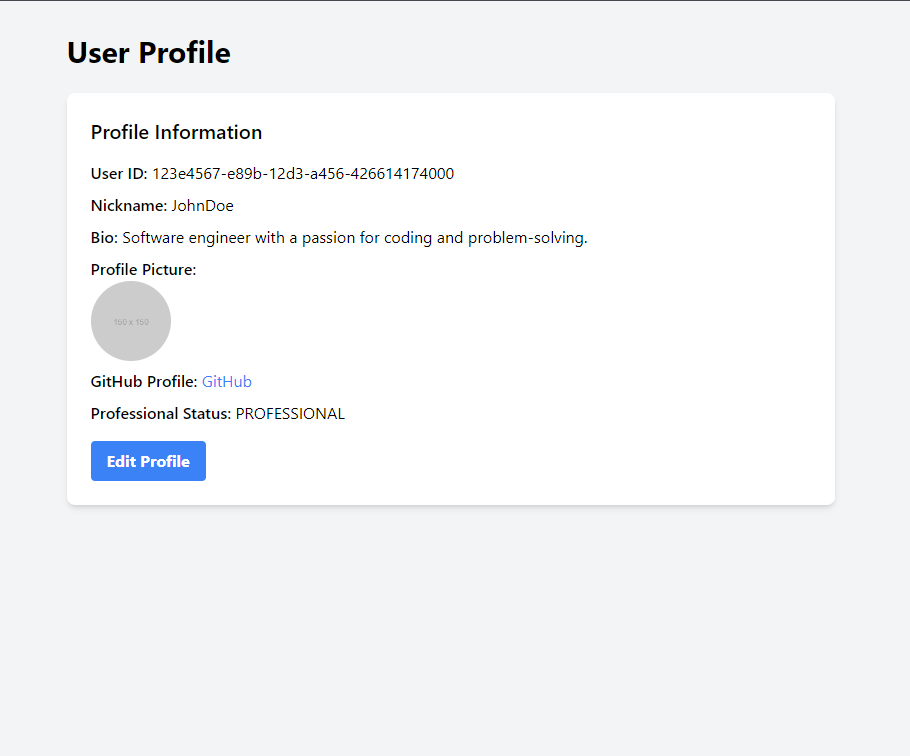 User Profile
Profile Information
User ID: 123e4567-e89b-12d3-a456-426614174000
Nickname: JohnDoe
Bio: Software engineer with a passion for coding and problem-solving.
Profile Picture:
150 x 150
GitHub Profile: GitHub
Professional Status: PROFESSIONAL
Edit Profile